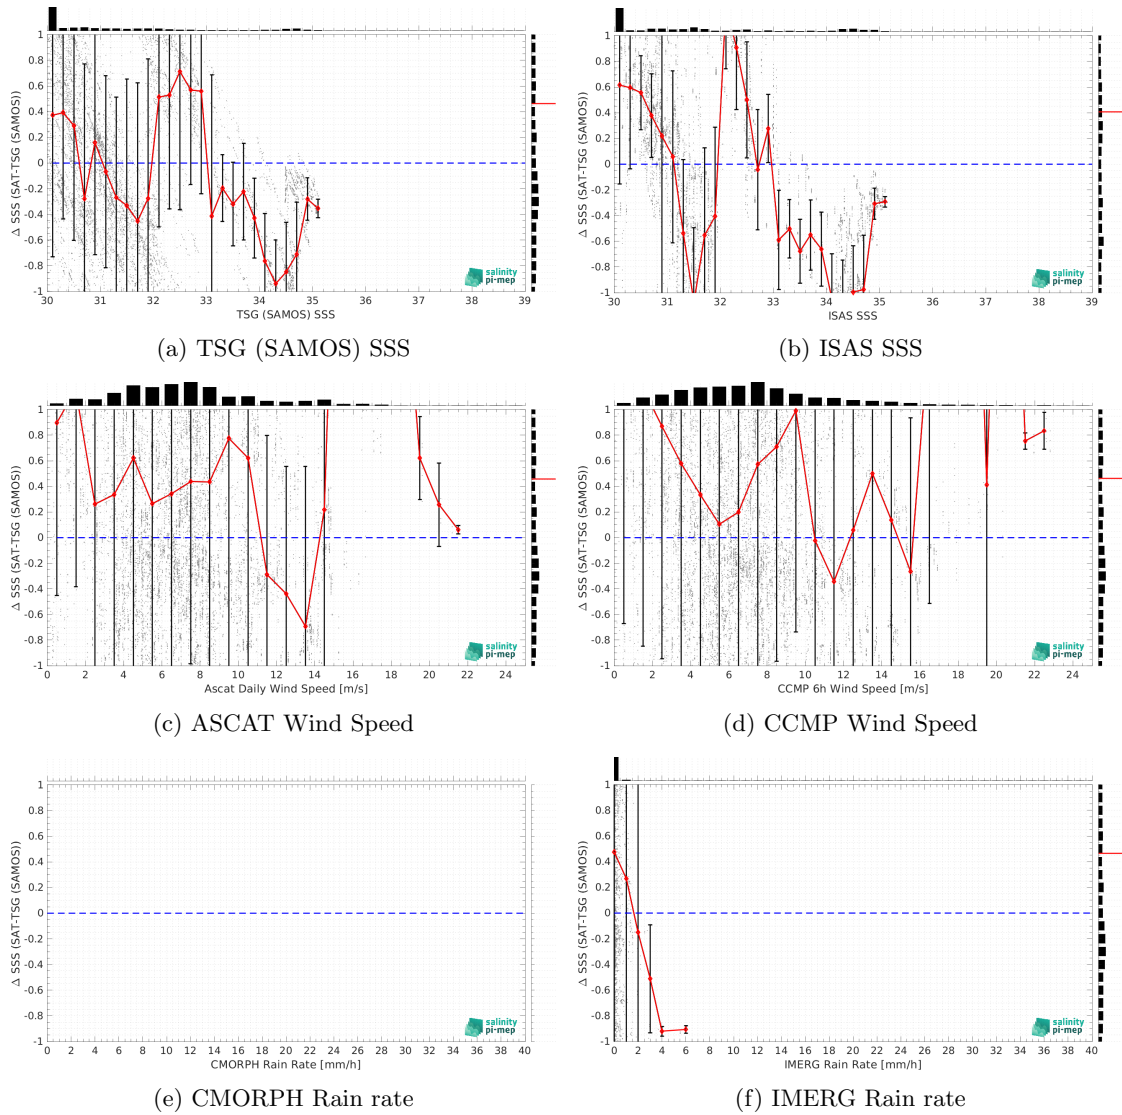 Δ SSS (SAT-TSG (SAMOS))
1
0.8
0.6
0.4
0.2
0
-0.2
-0.4
-0.6
-0.8
-1
30 31 32 33 34 35 36 37 38 39
TSG (SAMOS) SSS
salinity
pi-mep
(a) TSG (SAMOS) SSS
Δ SSS (SAT-TSG (SAMOS))
1
0.8
0.6
0.4
0.2
0
-0.2
-0.4
-0.6
-0.8
-1
30 31 32 33 34 35 36 37 38 39
ISAS SSS
salinity
pi-mep
(b) ISAS SSS
Δ SSS (SAT-TSG (SAMOS))
1
0.8
0.6
0.4
0.2
0
-0.2
-0.4
-0.6
-0.8
-1
0 2 4 6 8 10 12 14 16 18 20 22 24
Ascat Daily Wind Speed [m/s]
salinity
pi-mep
(c) ASCAT Wind Speed
Δ SSS (SAT-TSG (SAMOS))
1
0.8
0.6
0.4
0.2
0
-0.2
-0.4
-0.6
-0.8
-1
0 2 4 6 8 10 12 14 16 18 20 22 24
CCMP 6h Wind Speed [m/s]
salinity
pi-mep
(d) CCMP Wind Speed
Δ SSS (SAT-TSG (SAMOS))
1
0.8
0.6
0.4
0.2
0
-0.2
-0.4
-0.6
-0.8
-1
0 2 4 6 8 10 12 14 16 18 20 22 24 26 28 30 32 34 36 38 40
CMORPH Rain Rate [mm/h]
salinity
pi-mep
(e) CMORPH Rain rate
Δ SSS (SAT-TSG (SAMOS))
1
0.8
0.6
0.4
0.2
0
-0.2
-0.4
-0.6
-0.8
-1
0 2 4 6 8 10 12 14 16 18 20 22 24 26 28 30 32 34 36 38 40
IMERG Rain Rate [mm/h]
salinity
pi-mep
(f) IMERG Rain rate